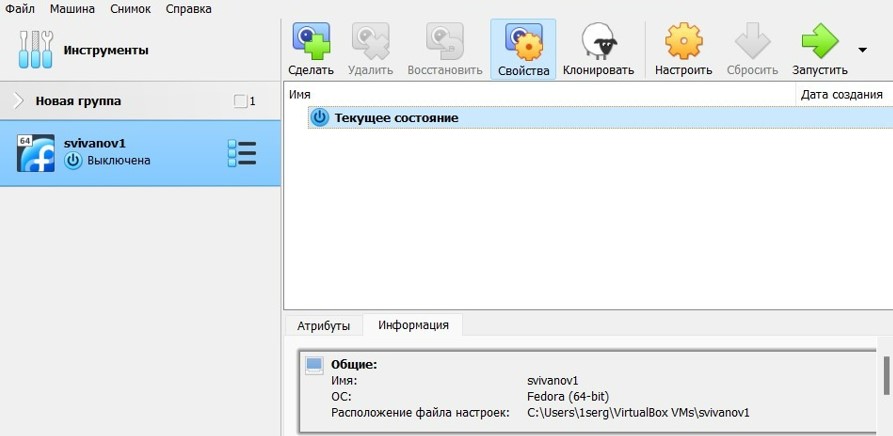 Файл Машина Снимок Справка
Инструменты
Сделать Удалить Восстановить Свойства Клонировать Настроить Сбросить Запустить
Новая группа 1
Имя Дата создания
Текущее состояние
64
svivanov1
Выключена
Атрибуты Информация
Общие:
Имя: svivanov1
ОС: Fedora (64-bit)
Расположение файла настроек: C:\Users\1serg\VirtualBox VMs\svivanov1